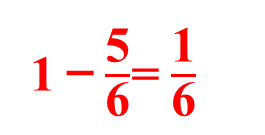 1 − 5/6 = 1/6